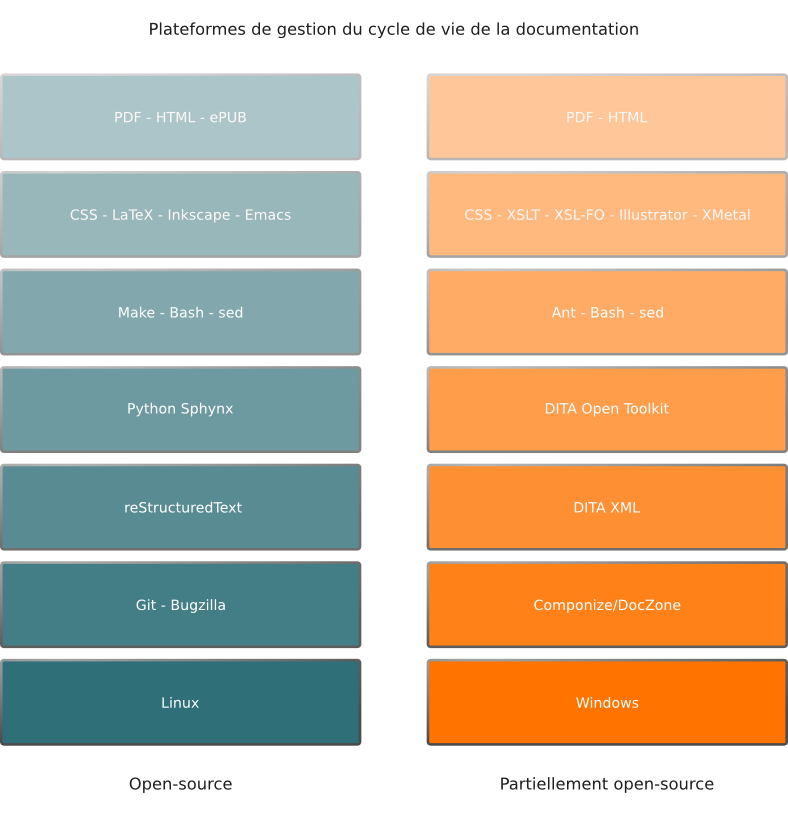 Plateformes de gestion du cycle de vie de la documentation
PDF - HTML - ePUB
PDF - HTML
CSS - LaTeX - Inkscape - Emacs
CSS - XSLT - XSL-FO - Illustrator - XMetal
Make - Bash - sed
Ant - Bash - sed
Python Sphynx
DITA Open Toolkit
reStructuredText
DITA XML
Git - Bugzilla
Componize/DocZone
Linux
Windows
Open-source
Partiellement open-source